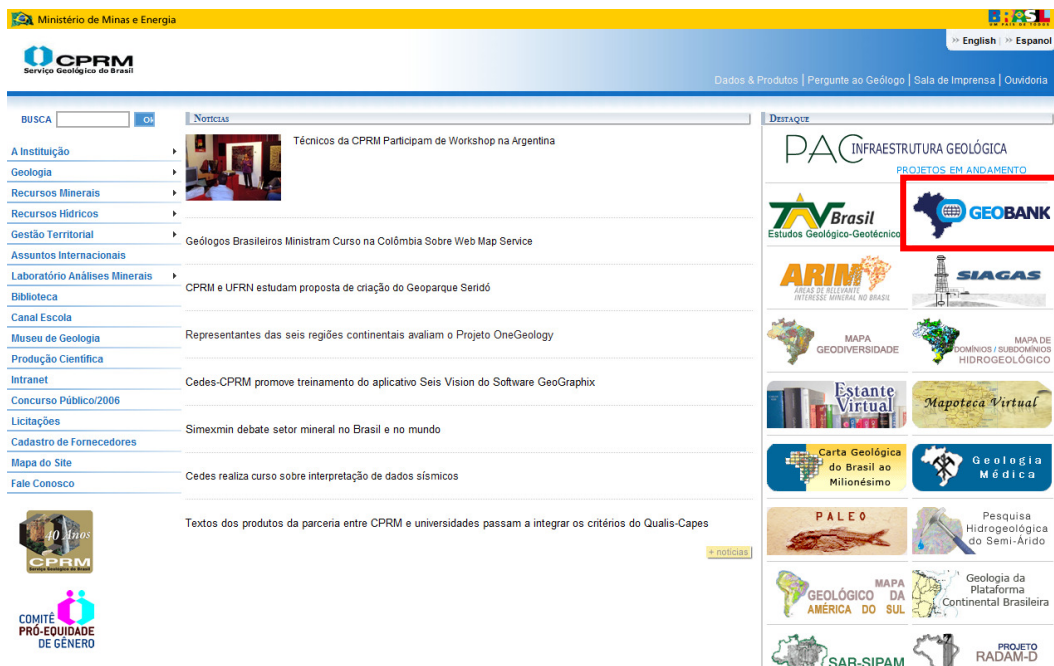 Ministério de Minas e Energia
BRASIL
UM PAÍS DE TODOS
English | Espanol
CPRM
Serviço Geológico do Brasil
Dados & Produtos | Pergunte ao Geólogo | Sala de Imprensa | Ouvidoria
BUSCA
Ok
A Instituição
Geologia
Recursos Minerais
Recursos Hídricos
Gestão Territorial
Assuntos Internacionais
Laboratório Análises Minerais
Biblioteca
Canal Escola
Museu de Geologia
Produção Científica
Intranet
Concurso Público/2006
Licitações
Cadastro de Fornecedores
Mapa do Site
Fale Conosco
40 Anos
CPRM
Serviço Geológico do Brasil
COMITÊ
PRÓ-EQUIDADE
DE GÊNERO
Notícias
Técnicos da CPRM Participam de Workshop na Argentina
Geólogos Brasileiros Ministram Curso na Colômbia Sobre Web Map Service
CPRM e UFRN estudam proposta de criação do Geoparque Seridó
Representantes das seis regiões continentais avaliam o Projeto OneGeology
Cedes-CPRM promove treinamento do aplicativo Seis Vision do Software GeoGraphix
Simexmin debate setor mineral no Brasil e no mundo
Cedes realiza curso sobre interpretação de dados sísmicos
Textos dos produtos da parceria entre CPRM e universidades passam a integrar os critérios do Qualis-Capes
+ notícias
Destaque
PAC INFRAESTRUTURA GEOLÓGICA
PROJETOS EM ANDAMENTO
TAV Brasil
Estudos Geológico-Geotécnico
GEOBANK
ARIM
ÁREAS DE RELEVANTE
INTERESSE MINERAL NO BRASIL
SIAGAS
MAPA
GEODIVERSIDADE
MAPA DE
DOMÍNIOS / SUBDOMÍNIOS
HIDROGEOLÓGICO
Estante
Virtual
Mapoteca Virtual
Carta Geológica
do Brasil ao
Milionésimo
Geologia
Médica
PALEO
Pesquisa
Hidrogeológica
do Semi-Árido
MAPA
GEOLÓGICO DA
AMÉRICA DO SUL
Geologia da
Plataforma
Continental Brasileira
SAR-SIPAM
PROJETO
RADAM-D